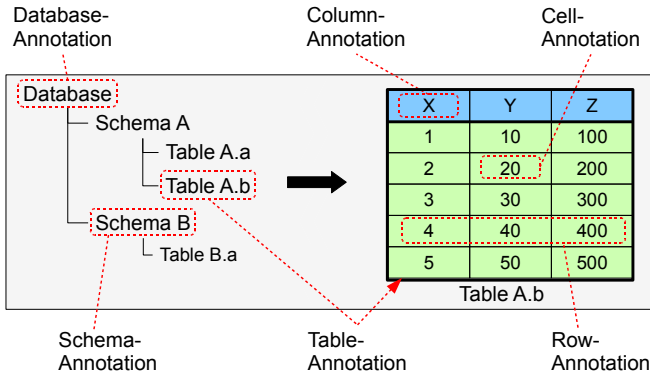 Database-
Annotation
Column-
Annotation
Cell-
Annotation
Database
Schema A
Table A.a
Table A.b
Schema B
Table B.a
X Y Z
1 10 100
2 20 200
3 30 300
4 40 400
5 50 500
Table A.b
Schema-
Annotation
Table-
Annotation
Row-
Annotation